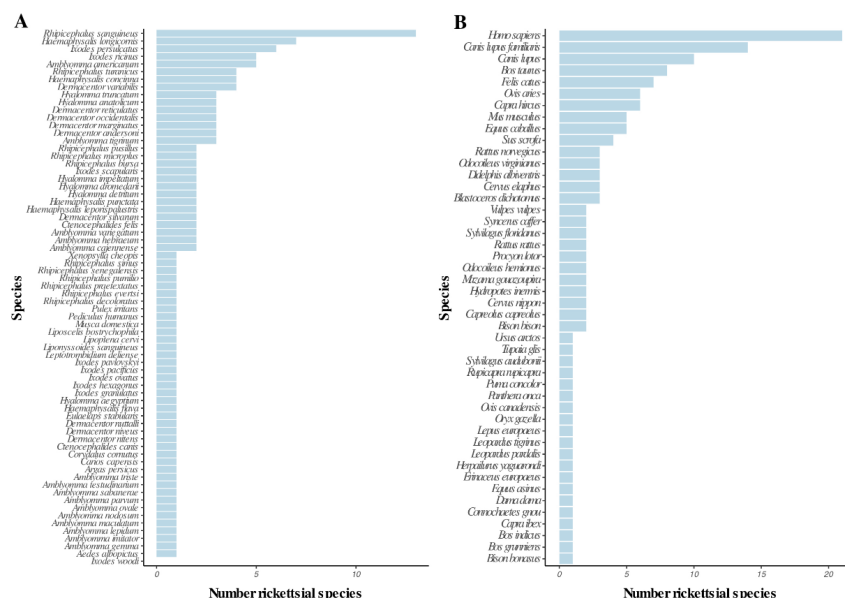 A
Rhipicephalus sanguineus
Haemaphysalis longicornis
Ixodes persulcatus
Ixodes ricinus
Amblyomma americanum
Rhipicephalus turanicus
Haemaphysalis concinna
Dermacentor variabilis
Hyalomma truncatum
Hyalomma anatolicum
Dermacentor reticulatus
Dermacentor occidentalis
Dermacentor marginatus
Dermacentor andersoni
Amblyomma tigrinum
Rhipicephalus pusillus
Rhipicephalus microplus
Rhipicephalus bursa
Ixodes scapularis
Hyalomma impeltatum
Hyalomma dromedarii
Hyalomma detritum
Haemaphysalis punctata
Haemaphysalis leporispalustris
Dermacentor silvarum
Ctenocephalides felis
Amblyomma variegatum
Amblyomma hebraeum
Amblyomma cajennense
Xenopsylla cheopis
Rhipicephalus simus
Rhipicephalus senegalensis
Rhipicephalus pumilio
Rhipicephalus praetextatus
Rhipicephalus evertsi
Rhipicephalus decoloratus
Pulex irritans
Pediculus humanus
Musca domestica
Liposcelis bostrychophila
Lipoptena cervi
Liponyssoides sanguineus
Leptotrombidium deliense
Ixodes pavlovskyi
Ixodes pacificus
Ixodes ovatus
Ixodes hexagonus
Ixodes granulatus
Hyalomma aegyptium
Haemaphysalis flava
Eulaelaps stabularis
Dermacentor nuttalli
Dermacentor niveus
Dermacentor nitens
Ctenocephalides canis
Corydalus cornutus
Carios capensis
Argas persicus
Amblyomma triste
Amblyomma testudinarium
Amblyomma sabanerae
Amblyomma parvum
Amblyomma ovale
Amblyomma nodosum
Amblyomma maculatum
Amblyomma lepidum
Amblyomma imitator
Amblyomma gemma
Aedes albopictus
Ixodes woodi
Species
0 5 10
Number rickettsial species
B
Homo sapiens
Canis lupus familiaris
Canis lupus
Bos taurus
Felis catus
Ovis aries
Capra hircus
Mus musculus
Equus caballus
Sus scrofa
Rattus norvegicus
Odocoileus virginianus
Didelphis albiventris
Cervus elaphus
Blastoceros dichotomus
Vulpes vulpes
Syncerus caffer
Sylvilagus floridanus
Rattus rattus
Procyon lotor
Odocoileus hemionus
Mazama gouazoupira
Hydropotes inermis
Cervus nippon
Capreolus capreolus
Bison bison
Ursus arctos
Tupaia glis
Sylvilagus audubonii
Rupicapra rupicapra
Puma concolor
Panthera onca
Ovis canadensis
Oryx gazella
Lepus europaeus
Leopardus tigrinus
Leopardus pardalis
Herpailurus yaguarondi
Erinaceus europaeus
Equus asinus
Dama dama
Connochaetes gnou
Capra ibex
Bos indicus
Bos grunniens
Bison bonasus
Species
0 5 10 15 20
Number rickettsial species